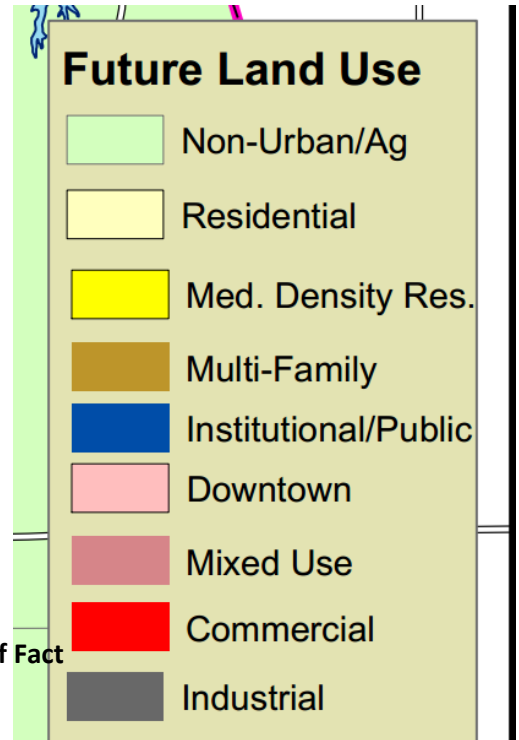 Future Land Use
Non-Urban/Ag
Residential
Med. Density Res.
Multi-Family
Institutional/Public
Downtown
Mixed Use
Commercial
f Fact
Industrial